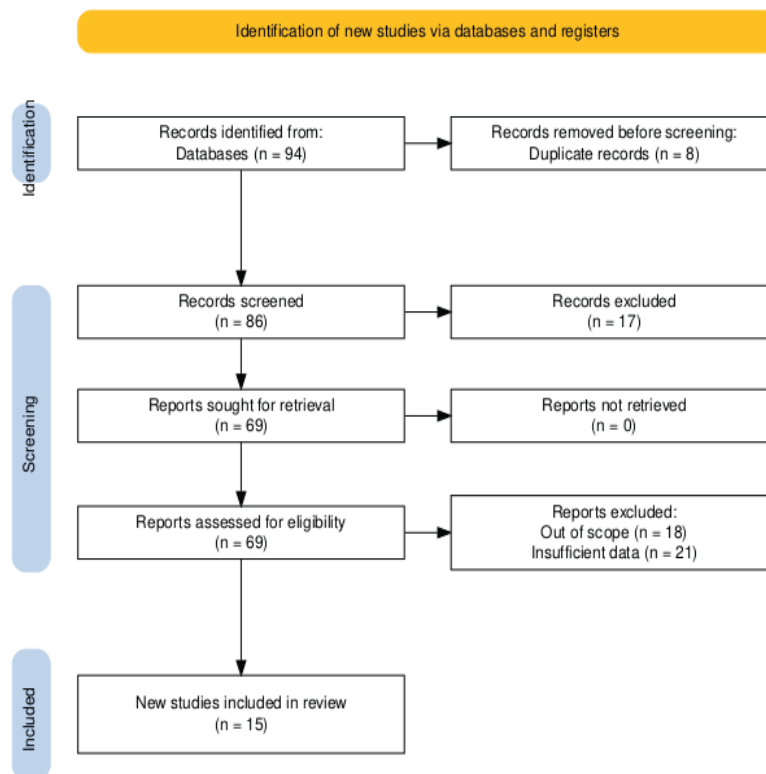 Identification of new studies via databases and registers
Identification
Records identified from:
Databases (n = 94)
Records removed before screening:
Duplicate records (n = 8)
Screening
Records screened
(n = 86)
Records excluded
(n = 17)
Reports sought for retrieval
(n = 69)
Reports not retrieved
(n = 0)
Reports assessed for eligibility
(n = 69)
Reports excluded:
Out of scope (n = 18)
Insufficient data (n = 21)
Included
New studies included in review
(n = 15)